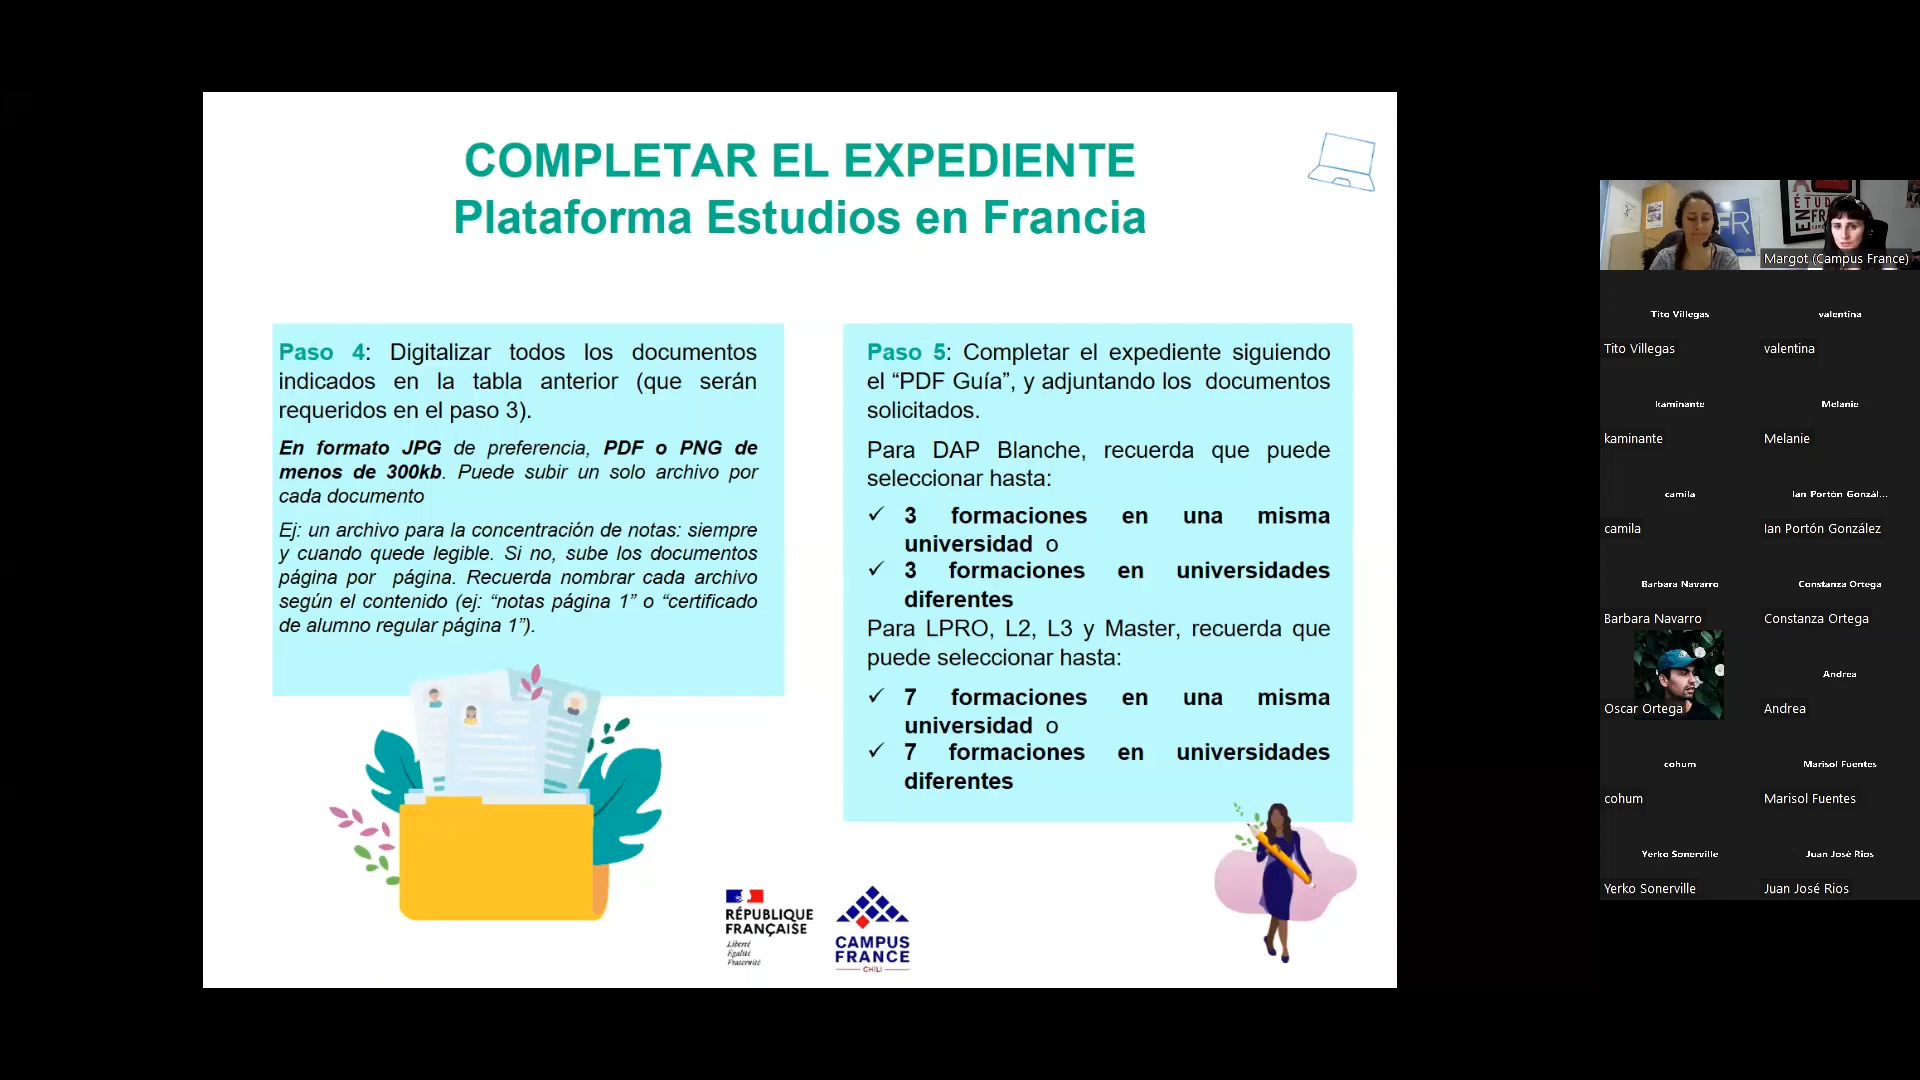 COMPLETAR EL EXPEDIENTE
Plataforma Estudios en Francia
Paso 4: Digitalizar todos los documentos
indicados en la tabla anterior (que serán
requeridos en el paso 3).
En formato JPG de preferencia, PDF o PNG de
menos de 300kb. Puede subir un solo archivo por
cada documento
Ej: un archivo para la concentración de notas: siempre
y cuando quede legible. Si no, sube los documentos
página por página. Recuerda nombrar cada archivo
según el contenido (ej: “notas página 1” o “certificado
de alumno regular página 1”).
Paso 5: Completar el expediente siguiendo
el “PDF Guía”, y adjuntando los documentos
solicitados.
Para DAP Blanche, recuerda que puede
seleccionar hasta:
✓ 3 formaciones en una misma
universidad o
✓ 3 formaciones en universidades
diferentes
Para LPRO, L2, L3 y Master, recuerda que
puede seleccionar hasta:
✓ 7 formaciones en una misma
universidad o
✓ 7 formaciones en universidades
diferentes
RÉPUBLIQUE
FRANÇAISE
Liberté
Égalité
Fraternité
CAMPUS
FRANCE
CHILI
Margot (Campus France)
Tito Villegas
Tito Villegas
valentina
valentina
kaminante
kaminante
Melanie
Melanie
camila
camila
Ian Portón Gonzál...
Ian Portón González
Barbara Navarro
Barbara Navarro
Constanza Ortega
Constanza Ortega
Oscar Ortega
Andrea
Andrea
cohum
cohum
Marisol Fuentes
Marisol Fuentes
Yerko Sonerville
Yerko Sonerville
Juan José Rios
Juan José Rios